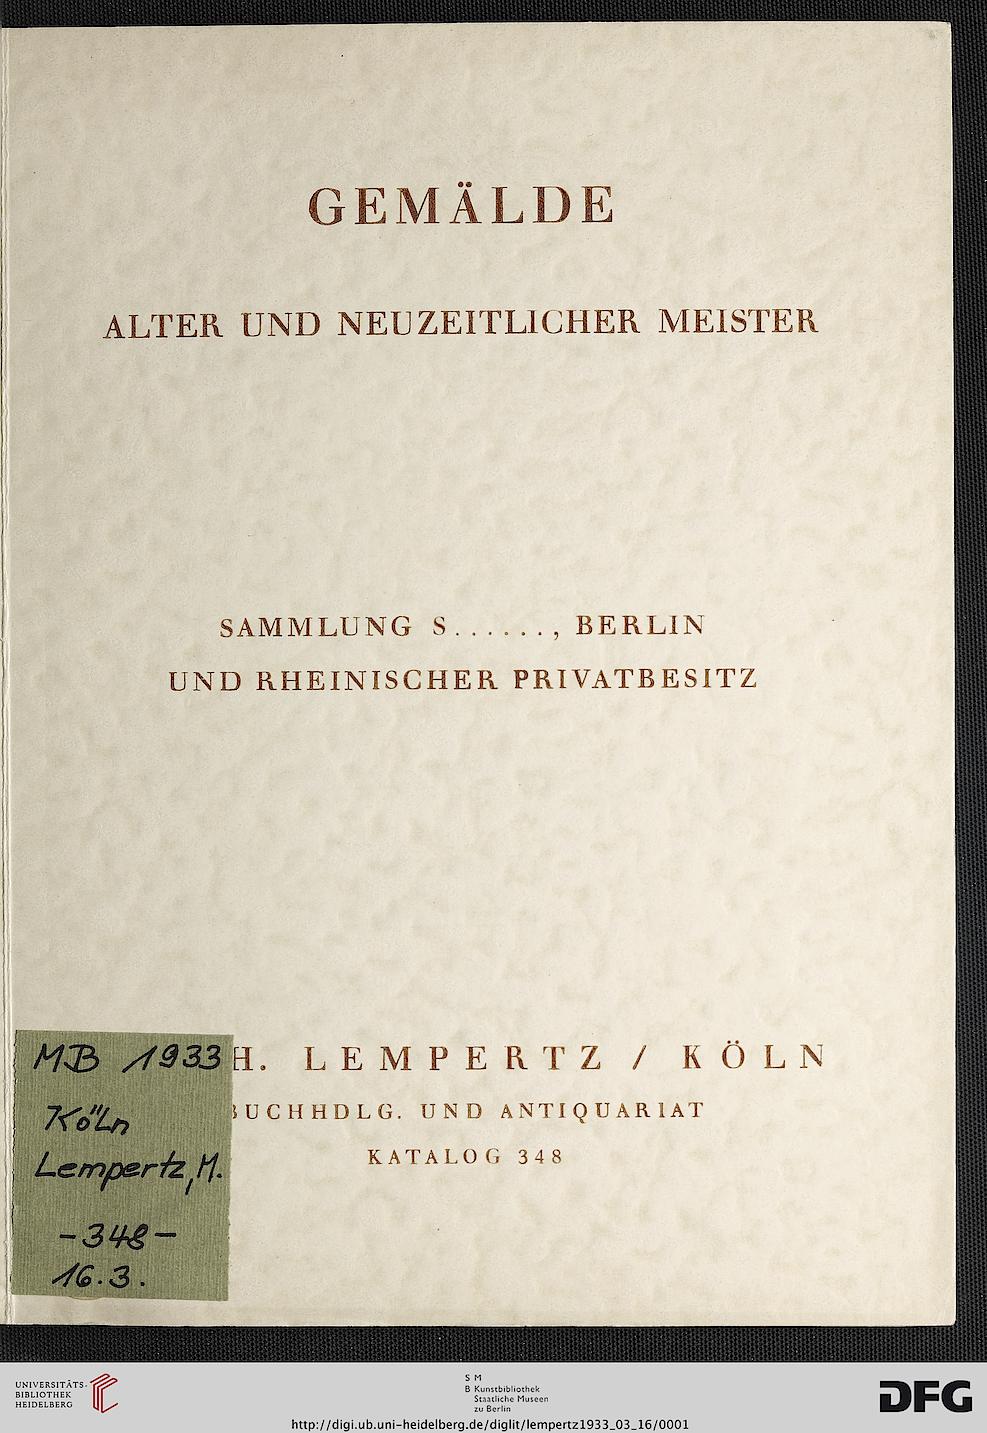 GEMÄLDE
ALTER UND NEUZEITLICHER MEISTER
SAMMLUNG S......, BERLIN
UND RHEINISCHER PRIVATBESITZ
H. LEMPERTZ / KÖLN
BUCHHDLG. UND ANTIQUARIAT
KATALOG 348
MB 1933
Köln
Lempertz, M.
-348-
16.3.
UNIVERSITÄTS-
BIBLIOTHEK
HEIDELBERG
S M
B Kunstbibliothek
Staatliche Museen
zu Berlin
DFG
http://digi.ub.uni-heidelberg.de/diglit/lempertz1933_03_16/0001